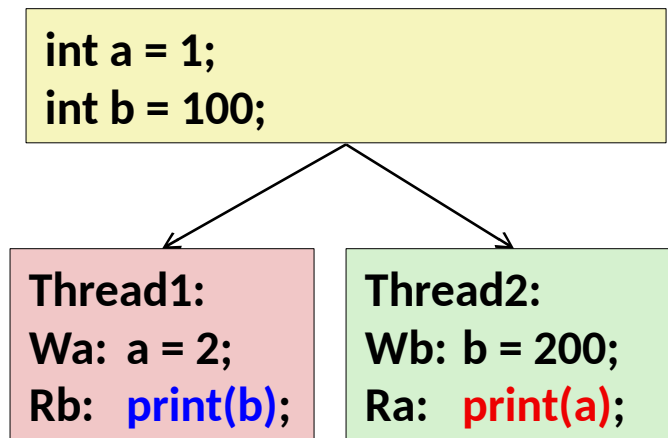 int a = 1;
int b = 100;
Thread1:
Wa: a = 2;
Rb: print(b);
Thread2:
Wb: b = 200;
Ra: print(a);